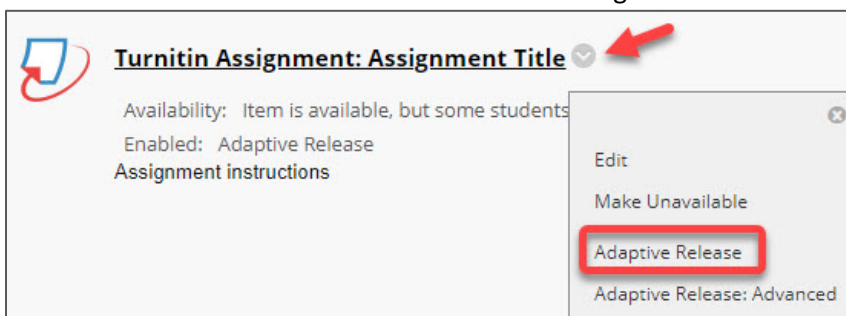 Turnitin Assignment: Assignment Title
Availability: Item is available, but some students
Enabled: Adaptive Release
Assignment instructions
Edit
Make Unavailable
Adaptive Release
Adaptive Release: Advanced